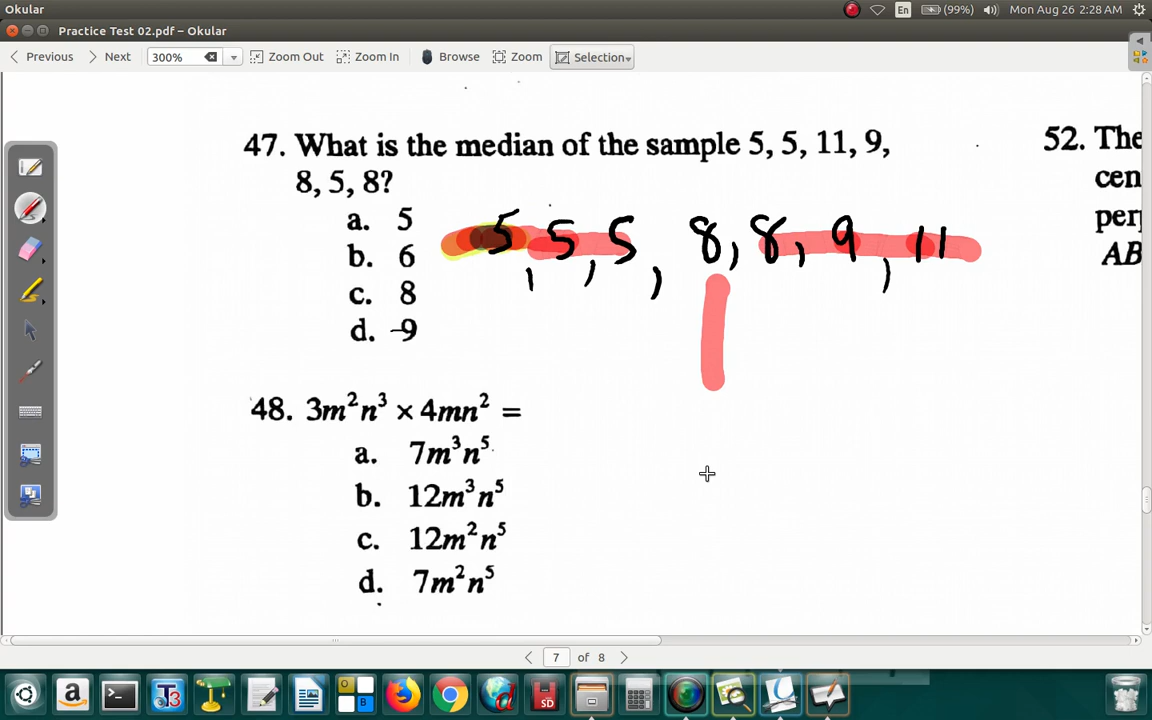 Okular
En
(99%)
Mon Aug 26 2:28 AM
Practice Test 02.pdf – Okular
Previous
Next
300%
Zoom Out
Zoom In
Browse
Zoom
Selection
47. What is the median of the sample 5, 5, 11, 9,
8, 5, 8?
a. 5
b. 6
c. 8
d. 9
5, 5, 5, 8, 8, 9, 11
48. 3m²n³ × 4mn² =
a. 7m³n⁵
b. 12m³n⁵
c. 12m²n⁵
d. 7m²n⁵
52. The
cen
per
AB
7 of 8
SD